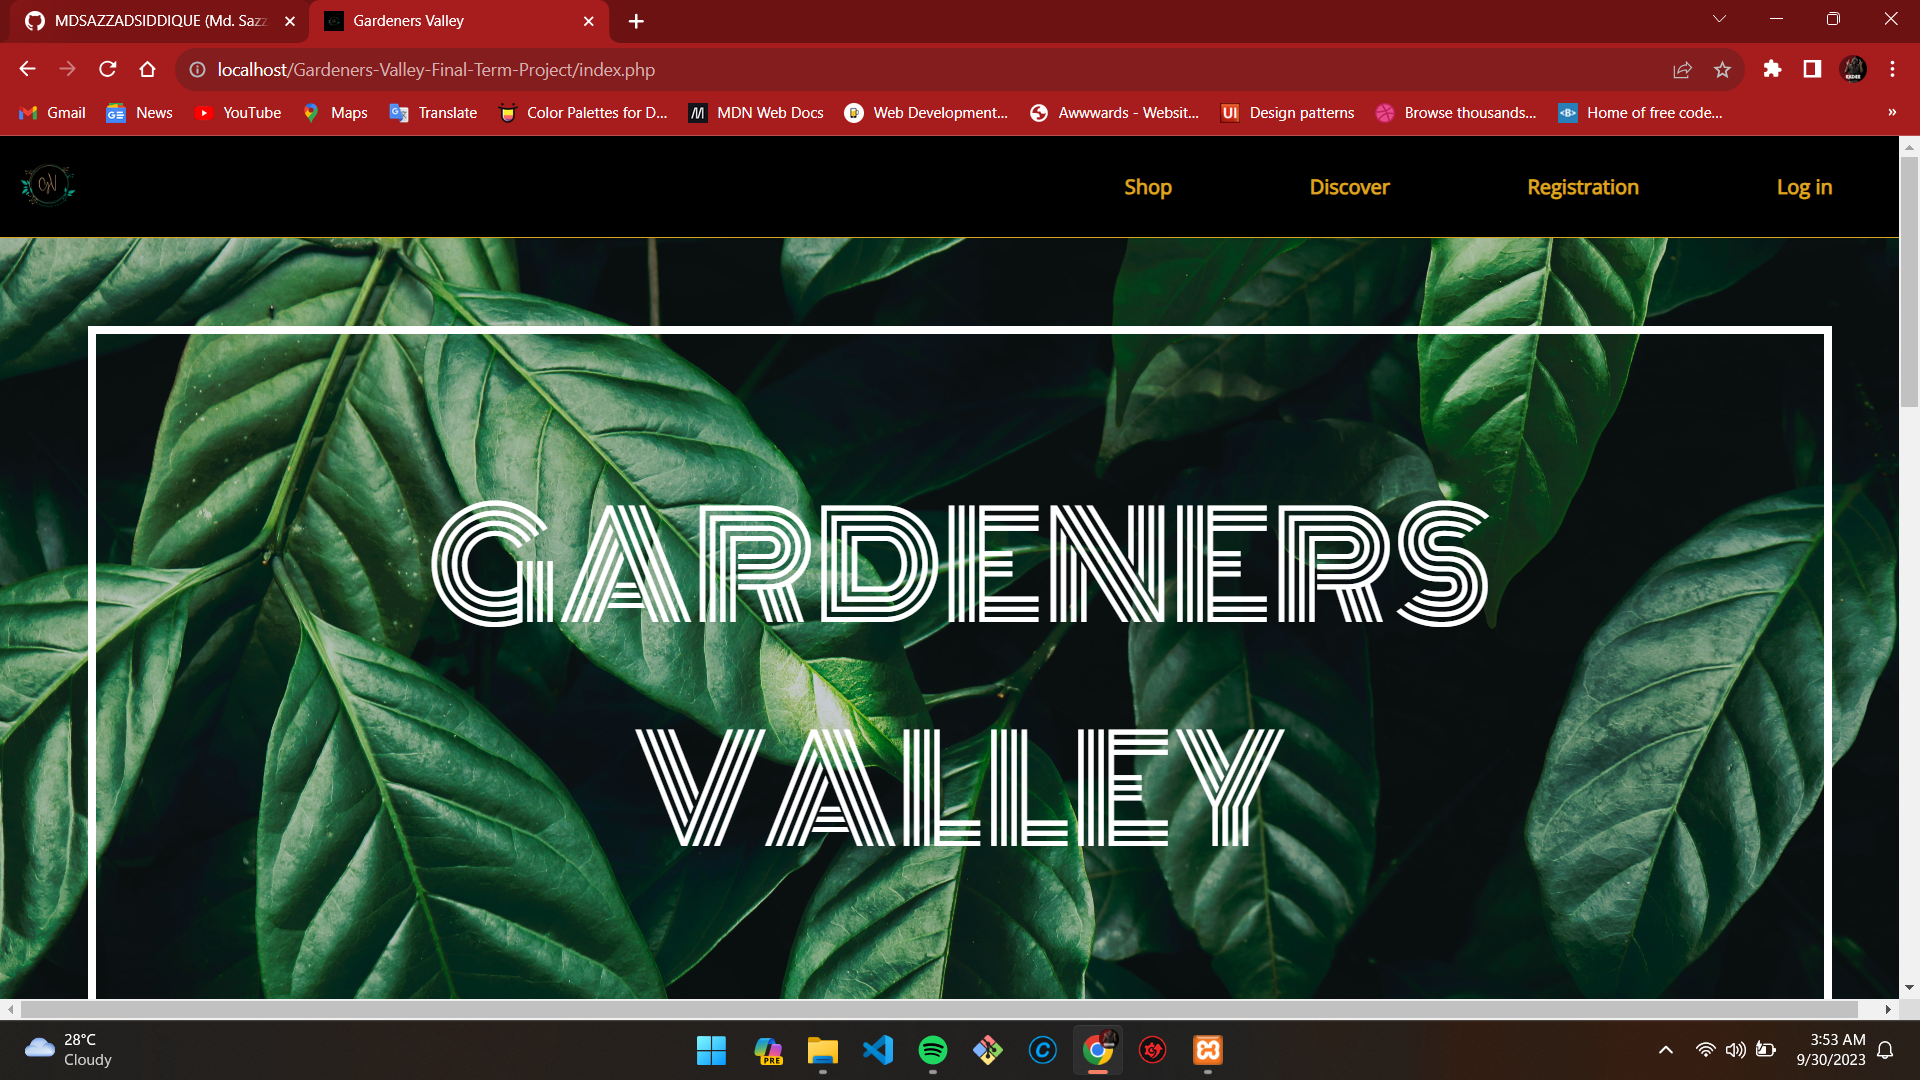 MDSAZZADSIDDIQUE (Md. Sazz
Gardeners Valley
localhost/Gardeners-Valley-Final-Term-Project/index.php
Gmail
News
YouTube
Maps
Translate
Color Palettes for D...
MDN Web Docs
Web Development...
Awwwards - Websit...
UI
Design patterns
Browse thousands...
Home of free code...
»
Shop
Discover
Registration
Log in
GARDENERS
VALLEY
28°C
Cloudy
PRE
3:53 AM
9/30/2023